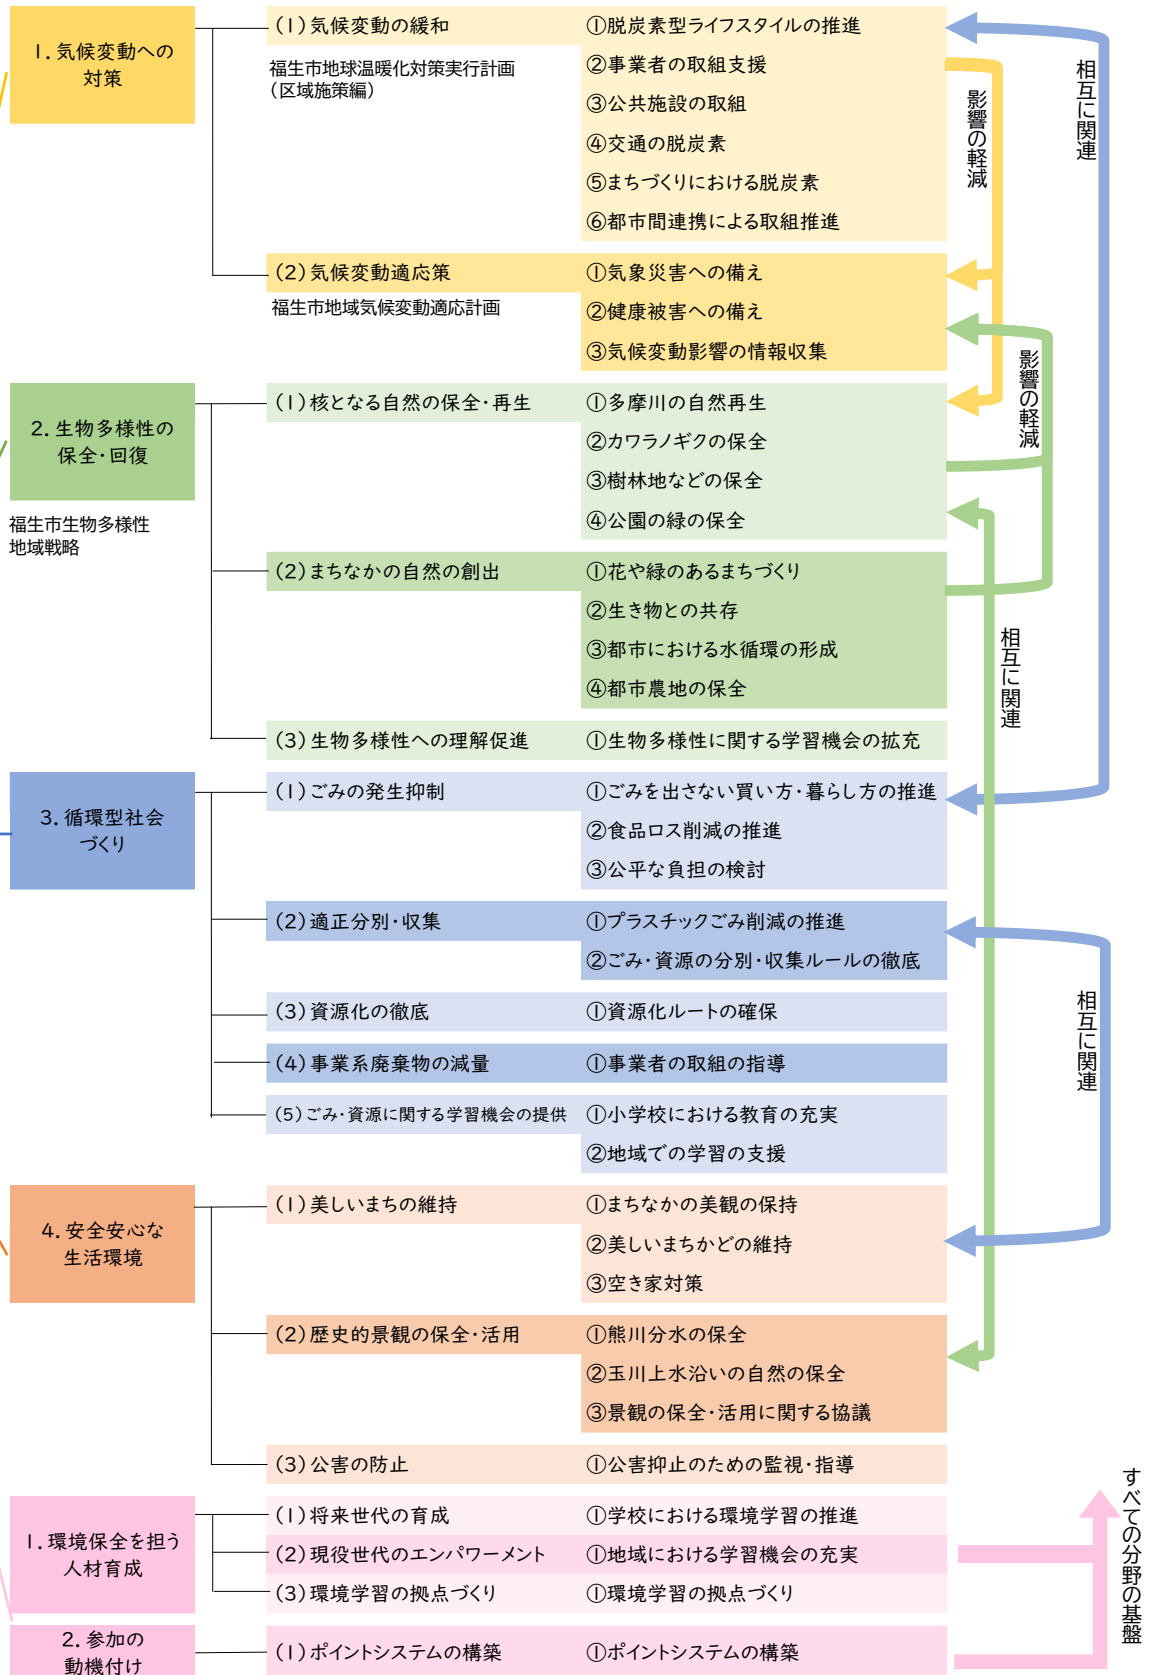 1.気候変動への
対策
(1)気候変動の緩和
福生市地球温暖化対策実行計画
(区域施策編)
①脱炭素型ライフスタイルの推進
②事業者の取組支援
③公共施設の取組
④交通の脱炭素
⑤まちづくりにおける脱炭素
⑥都市間連携による取組推進
(2)気候変動適応策
福生市地域気候変動適応計画
①気象災害への備え
②健康被害への備え
③気候変動影響の情報収集
影響の軽減
相互に関連
2.生物多様性の
保全・回復
福生市生物多様性
地域戦略
(1)核となる自然の保全・再生
①多摩川の自然再生
②カワラノギクの保全
③樹林地などの保全
④公園の緑の保全
(2)まちなかの自然の創出
①花や緑のあるまちづくり
②生き物との共存
③都市における水循環の形成
④都市農地の保全
(3)生物多様性への理解促進
①生物多様性に関する学習機会の拡充
影響の軽減
相互に関連
3.循環型社会
づくり
(1)ごみの発生抑制
①ごみを出さない買い方・暮らし方の推進
②食品ロス削減の推進
③公平な負担の検討
(2)適正分別・収集
①プラスチックごみ削減の推進
②ごみ・資源の分別・収集ルールの徹底
(3)資源化の徹底
①資源化ルートの確保
(4)事業系廃棄物の減量
①事業者の取組の指導
(5)ごみ・資源に関する学習機会の提供
①小学校における教育の充実
②地域での学習の支援
相互に関連
4.安全安心な
生活環境
(1)美しいまちの維持
①まちなかの美観の保持
②美しいまちかどの維持
③空き家対策
(2)歴史的景観の保全・活用
①熊川分水の保全
②玉川上水沿いの自然の保全
③景観の保全・活用に関する協議
(3)公害の防止
①公害抑止のための監視・指導
1.環境保全を担う
人材育成
(1)将来世代の育成
①学校における環境学習の推進
(2)現役世代のエンパワーメント
①地域における学習機会の充実
(3)環境学習の拠点づくり
①環境学習の拠点づくり
2.参加の
動機付け
(1)ポイントシステムの構築
①ポイントシステムの構築
すべての分野の基盤